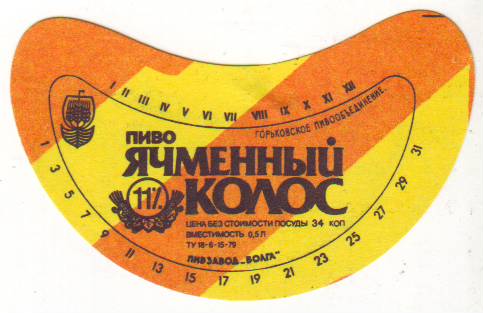 I II III IV V VI VII VIII IX X XI XII
ГОРЬКОВСКОЕ ПИВООБЪЕДИНЕНИЕ
ПИВО
ЯЧМЕННЫЙ
КОЛОС
11%
ЦЕНА БЕЗ СТОИМОСТИ ПОСУДЫ 34 КОП
ВМЕСТИМОСТЬ 0,5 Л
ТУ 18-6-15-79
ПИВЗАВОД „ВОЛГА"
1 3 5 7 9 11 13 15 17 19 21 23 25 27 29 31